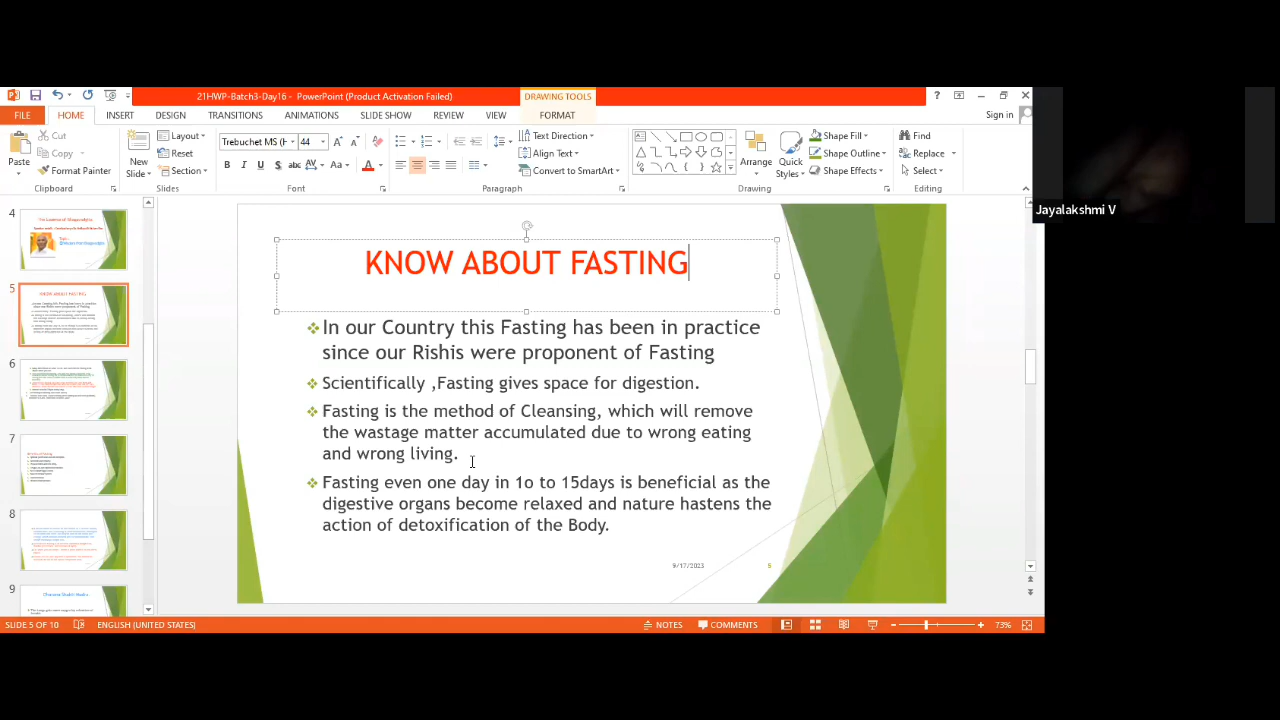 21HWP-Batch3-Day16 - PowerPoint (Product Activation Failed)
DRAWING TOOLS
FILE
HOME
INSERT
DESIGN
TRANSITIONS
ANIMATIONS
SLIDE SHOW
REVIEW
VIEW
FORMAT
Sign in
Paste
Cut
Copy
Format Painter
Clipboard
New
Slide
Layout
Reset
Section
Slides
Trebuchet MS (H
44
Font
Text Direction
Align Text
Convert to SmartArt
Paragraph
Arrange
Quick
Styles
Shape Fill
Shape Outline
Shape Effects
Drawing
Find
Replace
Select
Editing
Jayalakshmi V
4
5
6
7
8
9
KNOW ABOUT FASTING
In our Country this Fasting has been in practice
since our Rishis were proponent of Fasting
Scientifically ,Fasting gives space for digestion.
Fasting is the method of Cleansing, which will remove
the wastage matter accumulated due to wrong eating
and wrong living.
Fasting even one day in 1o to 15days is beneficial as the
digestive organs become relaxed and nature hastens the
action of detoxification of the Body.
9/17/2023
5
SLIDE 5 OF 10
ENGLISH (UNITED STATES)
NOTES
COMMENTS
73%